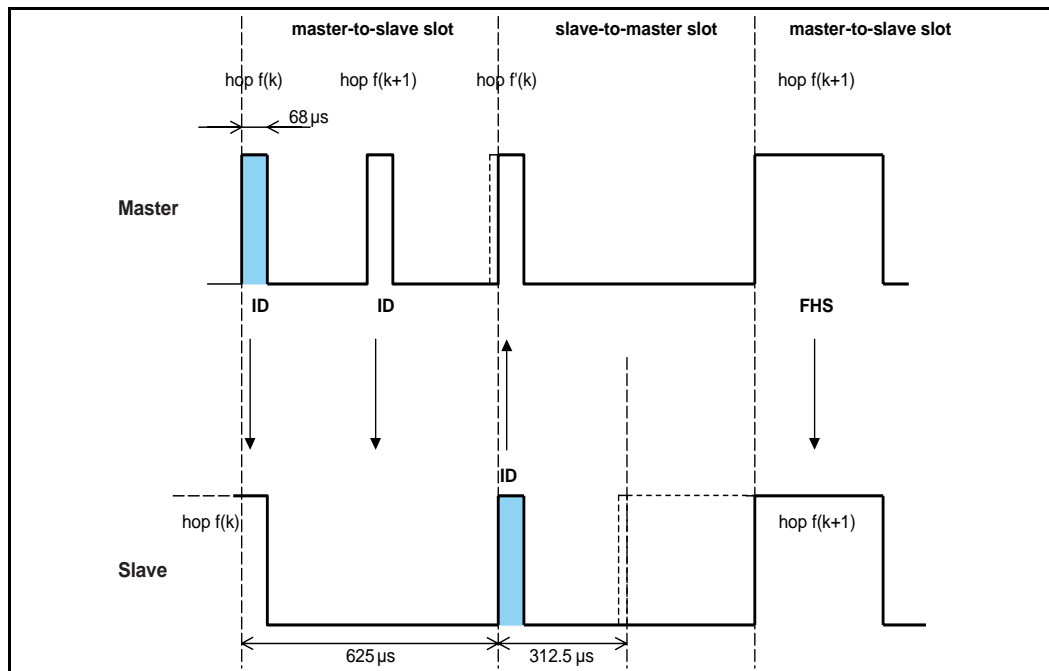 master-to-slave slot slave-to-master slot master-to-slave slot
hop f(k) hop f(k+1) hop f'(k) hop f(k+1)
68 µs
Master
ID ID FHS
ID
hop f(k) hop f(k+1)
Slave
625 µs 312.5 µs